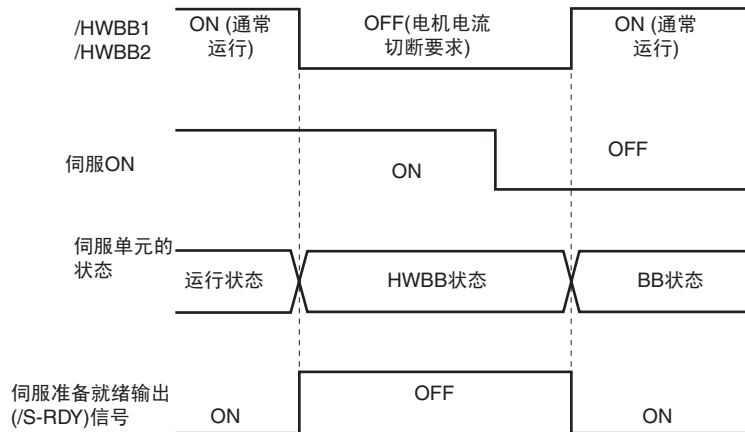 /HWBB1
/HWBB2
ON (通常
运行)
OFF(电机电流
切断要求)
ON (通常
运行)
伺服ON
ON
OFF
伺服单元的
状态
运行状态
HWBB状态
BB状态
伺服准备就绪输出
(/S-RDY)信号
ON
OFF
ON